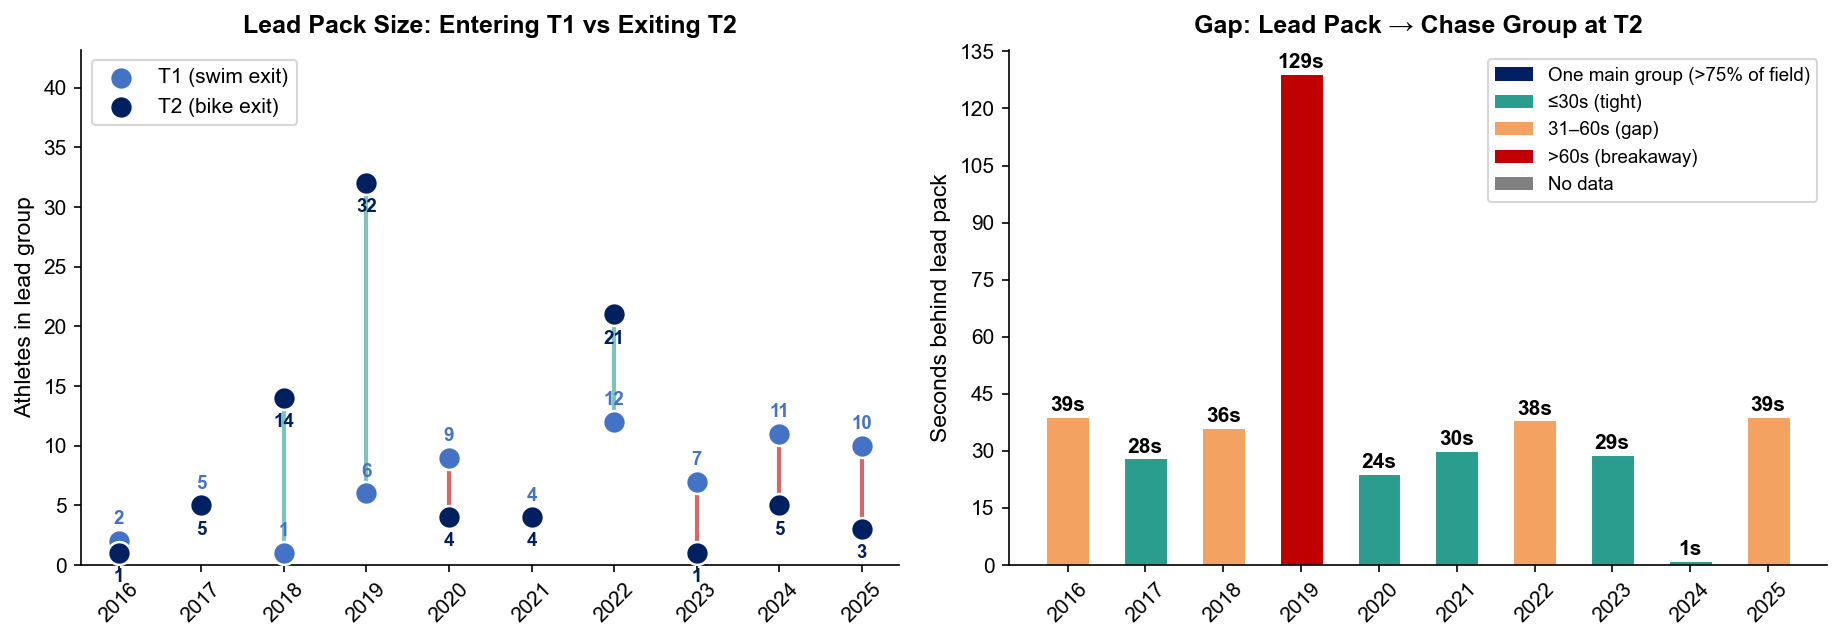 Lead Pack Size: Entering T1 vs Exiting T2
Athletes in lead group
40
35
30
25
20
15
10
5
0
T1 (swim exit)
T2 (bike exit)
2
1
5
5
1
14
6
32
9
4
4
4
12
21
7
1
11
5
10
3
2016
2017
2018
2019
2020
2021
2022
2023
2024
2025
Gap: Lead Pack → Chase Group at T2
Seconds behind lead pack
135
120
105
90
75
60
45
30
15
0
One main group (>75% of field)
≤30s (tight)
31–60s (gap)
>60s (breakaway)
No data
39s
28s
36s
129s
24s
30s
38s
29s
1s
39s
2016
2017
2018
2019
2020
2021
2022
2023
2024
2025